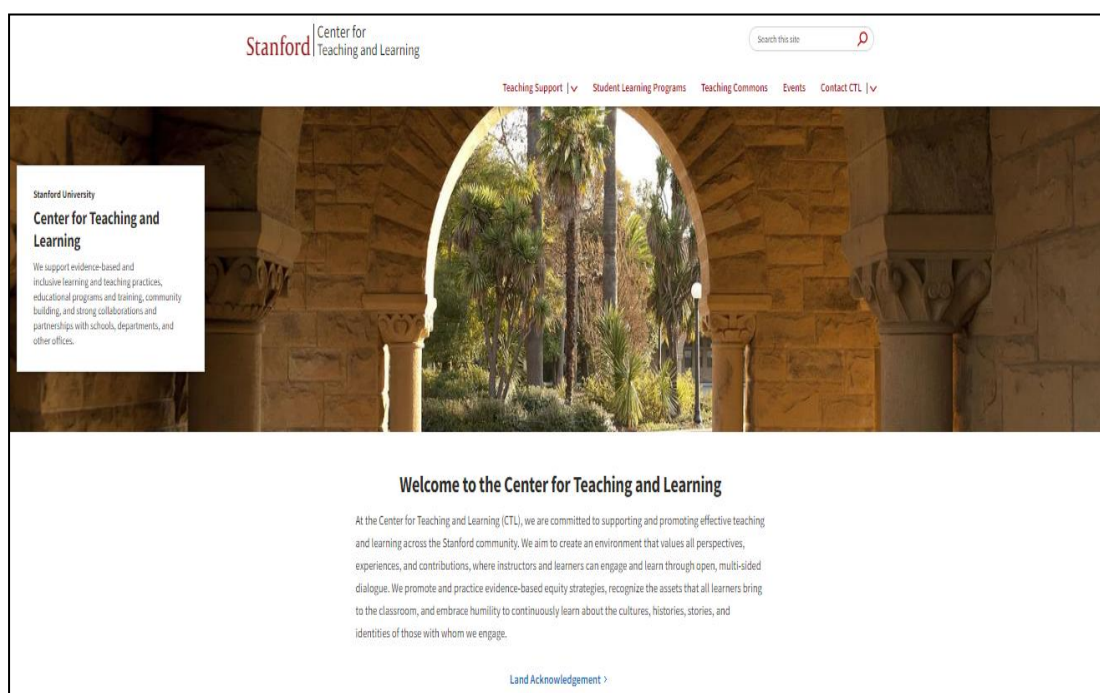 Stanford
Center for
Teaching and Learning
Search this site
Teaching Support
Student Learning Programs
Teaching Commons
Events
Contact CTL
Stanford University
Center for Teaching and
Learning
We support evidence-based and
inclusive learning and teaching practices,
educational programs and training, community
building, and strong collaborations and
partnerships with schools, departments, and
other offices.
Welcome to the Center for Teaching and Learning
At the Center for Teaching and Learning (CTL), we are committed to supporting and promoting effective teaching
and learning across the Stanford community. We aim to create an environment that values all perspectives,
experiences, and contributions, where instructors and learners can engage and learn through open, multi-sided
dialogue. We promote and practice evidence-based equity strategies, recognize the assets that all learners bring
to the classroom, and embrace humility to continuously learn about the cultures, histories, stories, and
identities of those with whom we engage.
Land Acknowledgement >